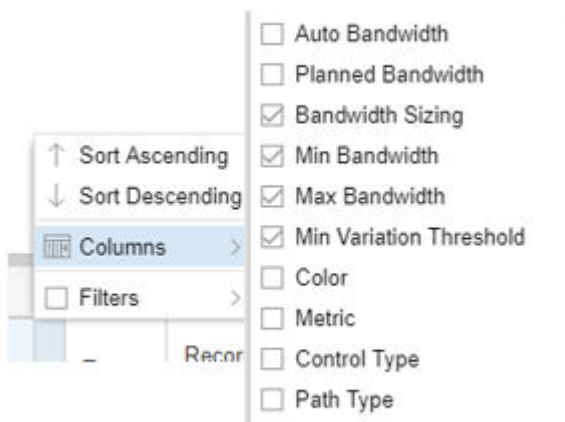 Sort Ascending
Sort Descending
Columns
Filters
Recor
Auto Bandwidth
Planned Bandwidth
Bandwidth Sizing
Min Bandwidth
Max Bandwidth
Min Variation Threshold
Color
Metric
Control Type
Path Type